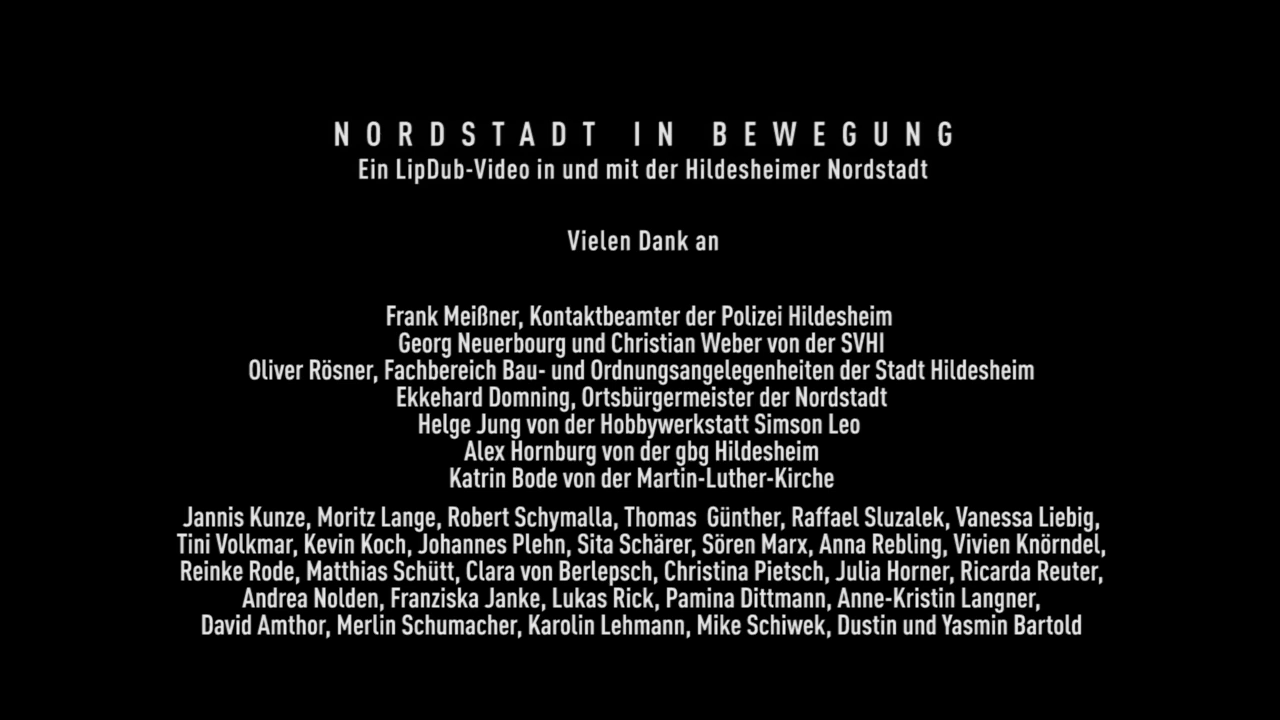 NORDSTADT IN BEWEGUNG
Ein LipDub-Video in und mit der Hildesheimer Nordstadt
Vielen Dank an
Frank Meißner, Kontaktbeamter der Polizei Hildesheim
Georg Neuerbourg und Christian Weber von der SVHI
Oliver Rösner, Fachbereich Bau- und Ordnungsangelegenheiten der Stadt Hildesheim
Ekkehard Domning, Ortsbürgermeister der Nordstadt
Helge Jung von der Hobbywerkstatt Simson Leo
Alex Hornburg von der gbg Hildesheim
Katrin Bode von der Martin-Luther-Kirche
Jannis Kunze, Moritz Lange, Robert Schymalla, Thomas Günther, Raffael Sluzalek, Vanessa Liebig,
Tini Volkmar, Kevin Koch, Johannes Plehn, Sita Schärer, Sören Marx, Anna Rebling, Vivien Knörndel,
Reinke Rode, Matthias Schütt, Clara von Berlepsch, Christina Pietsch, Julia Horner, Ricarda Reuter,
Andrea Nolden, Franziska Janke, Lukas Rick, Pamina Dittmann, Anne-Kristin Langner,
David Amthor, Merlin Schumacher, Karolin Lehmann, Mike Schiwek, Dustin und Yasmin Bartold